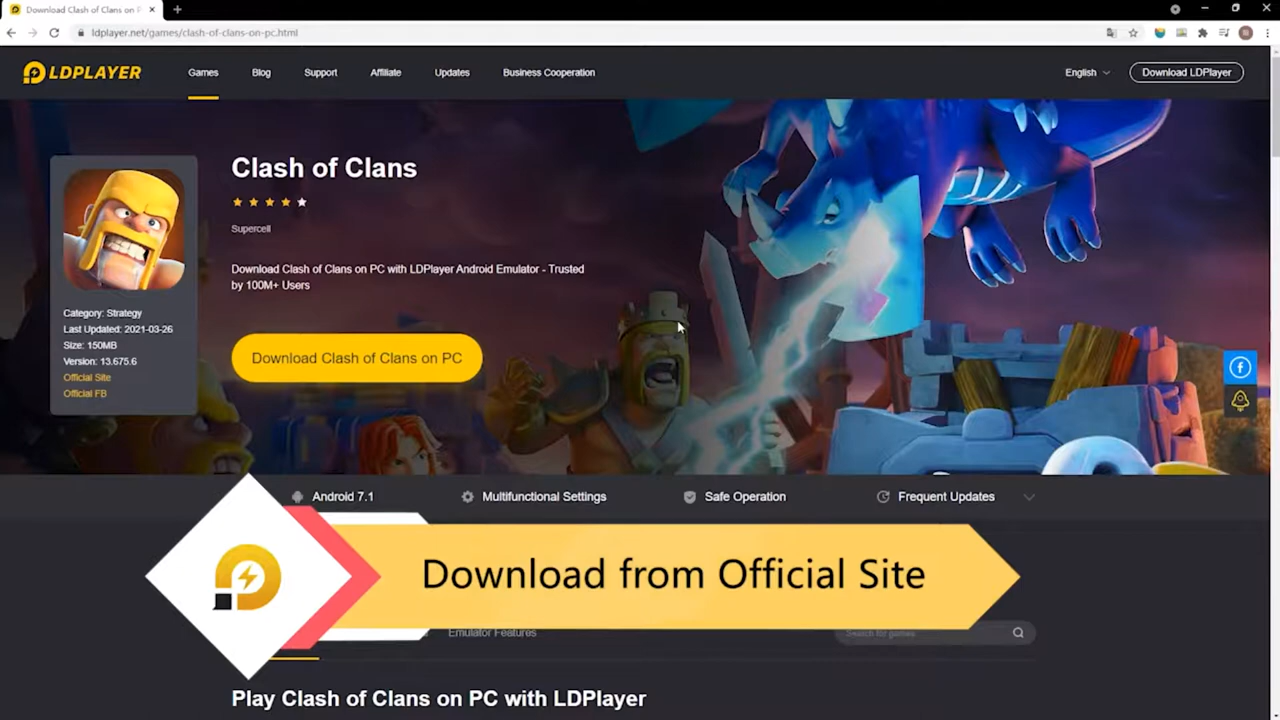 Download Clash of Clans on P
ldplayer.net/games/clash-of-clans-on-pc.html
LDPLAYER
Games
Blog
Support
Affiliate
Updates
Business Cooperation
English
Download LDPlayer
Clash of Clans
Supercell
Download Clash of Clans on PC with LDPlayer Android Emulator - Trusted
by 100M+ Users
Download Clash of Clans on PC
Category: Strategy
Last Updated: 2021-03-26
Size: 150MB
Version: 13.675.6
Official Site
Official FB
Android 7.1
Multifunctional Settings
Safe Operation
Frequent Updates
Download from Official Site
Emulator Features
Search for games
Play Clash of Clans on PC with LDPlayer